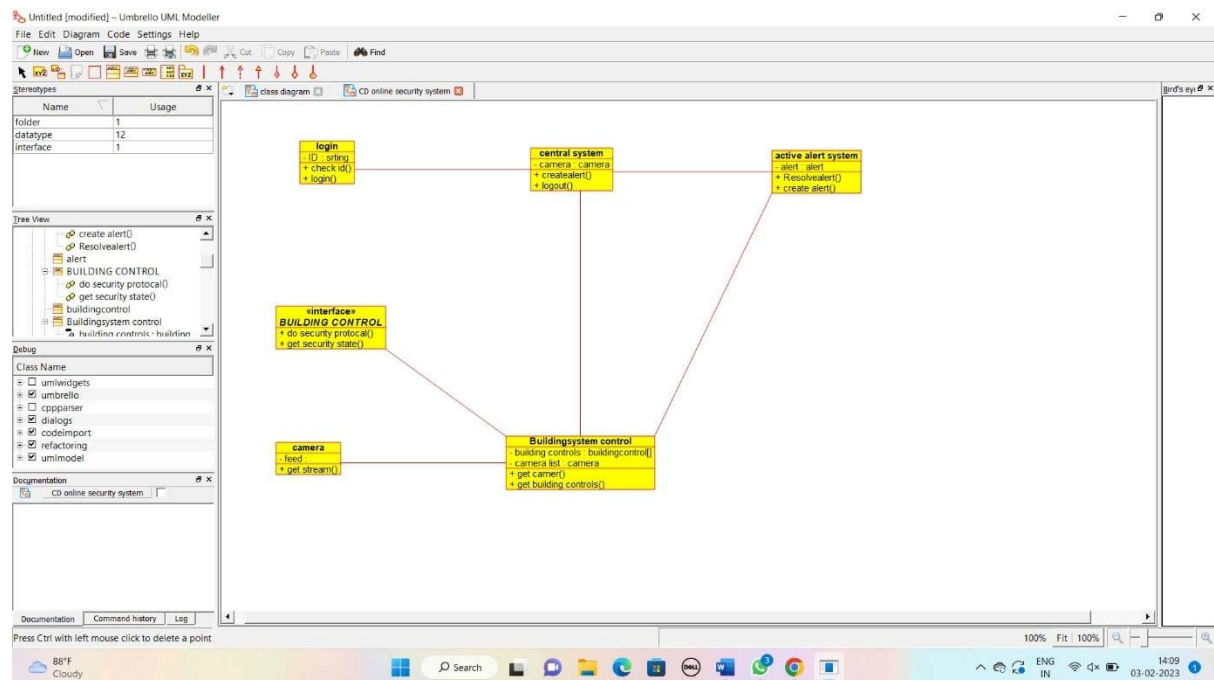 Untitled [modified] – Umbrello UML Modeller
File Edit Diagram Code Settings Help
New Open Save Cut Copy Paste Find
Stereotypes
Name Usage
folder 1
datatype 12
interface 1
Tree View
create alert()
Resolvealert()
alert
BUILDING CONTROL
do security protocal()
get security state()
buildingcontrol
Buildingsystem control
building controls : building
Debug
Class Name
umlwidgets
umbrello
cppparser
dialogs
codeimport
refactoring
umlmodel
Documentation
CD online security system
Documentation Command history Log
Press Ctrl with left mouse click to delete a point
class diagram CD online security system
login
- ID : srting
+ check id()
+ login()
central system
- camera : camera
+ createalert()
+ logout()
active alert system
- alert : alert
+ Resolvealert()
+ create alert()
«interface»
BUILDING CONTROL
+ do security protocal()
+ get security state()
camera
- feed :
+ get stream()
Buildingsystem control
- building controls : buildingcontrol[]
- camera list : camera
+ get camer()
+ get building controls()
Bird's eye
100% Fit 100%
88°F
Cloudy
Search
DELL
W
3
ENG
IN
14:09
03-02-2023
1